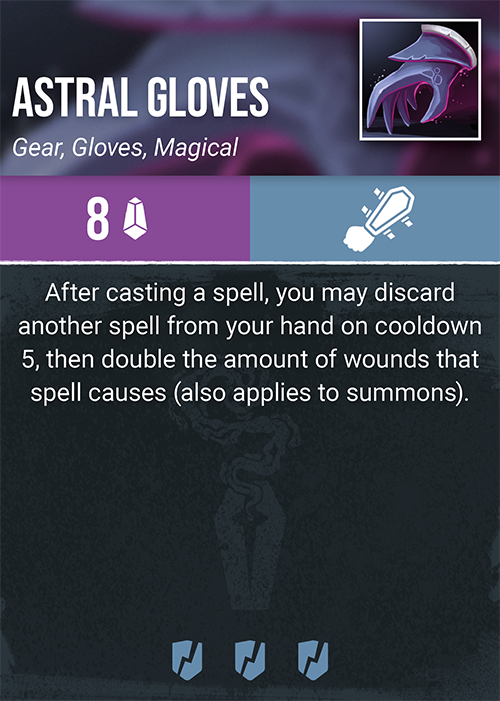 ASTRAL GLOVES
Gear, Gloves, Magical
8
After casting a spell, you may discard
another spell from your hand on cooldown
5, then double the amount of wounds that
spell causes (also applies to summons).